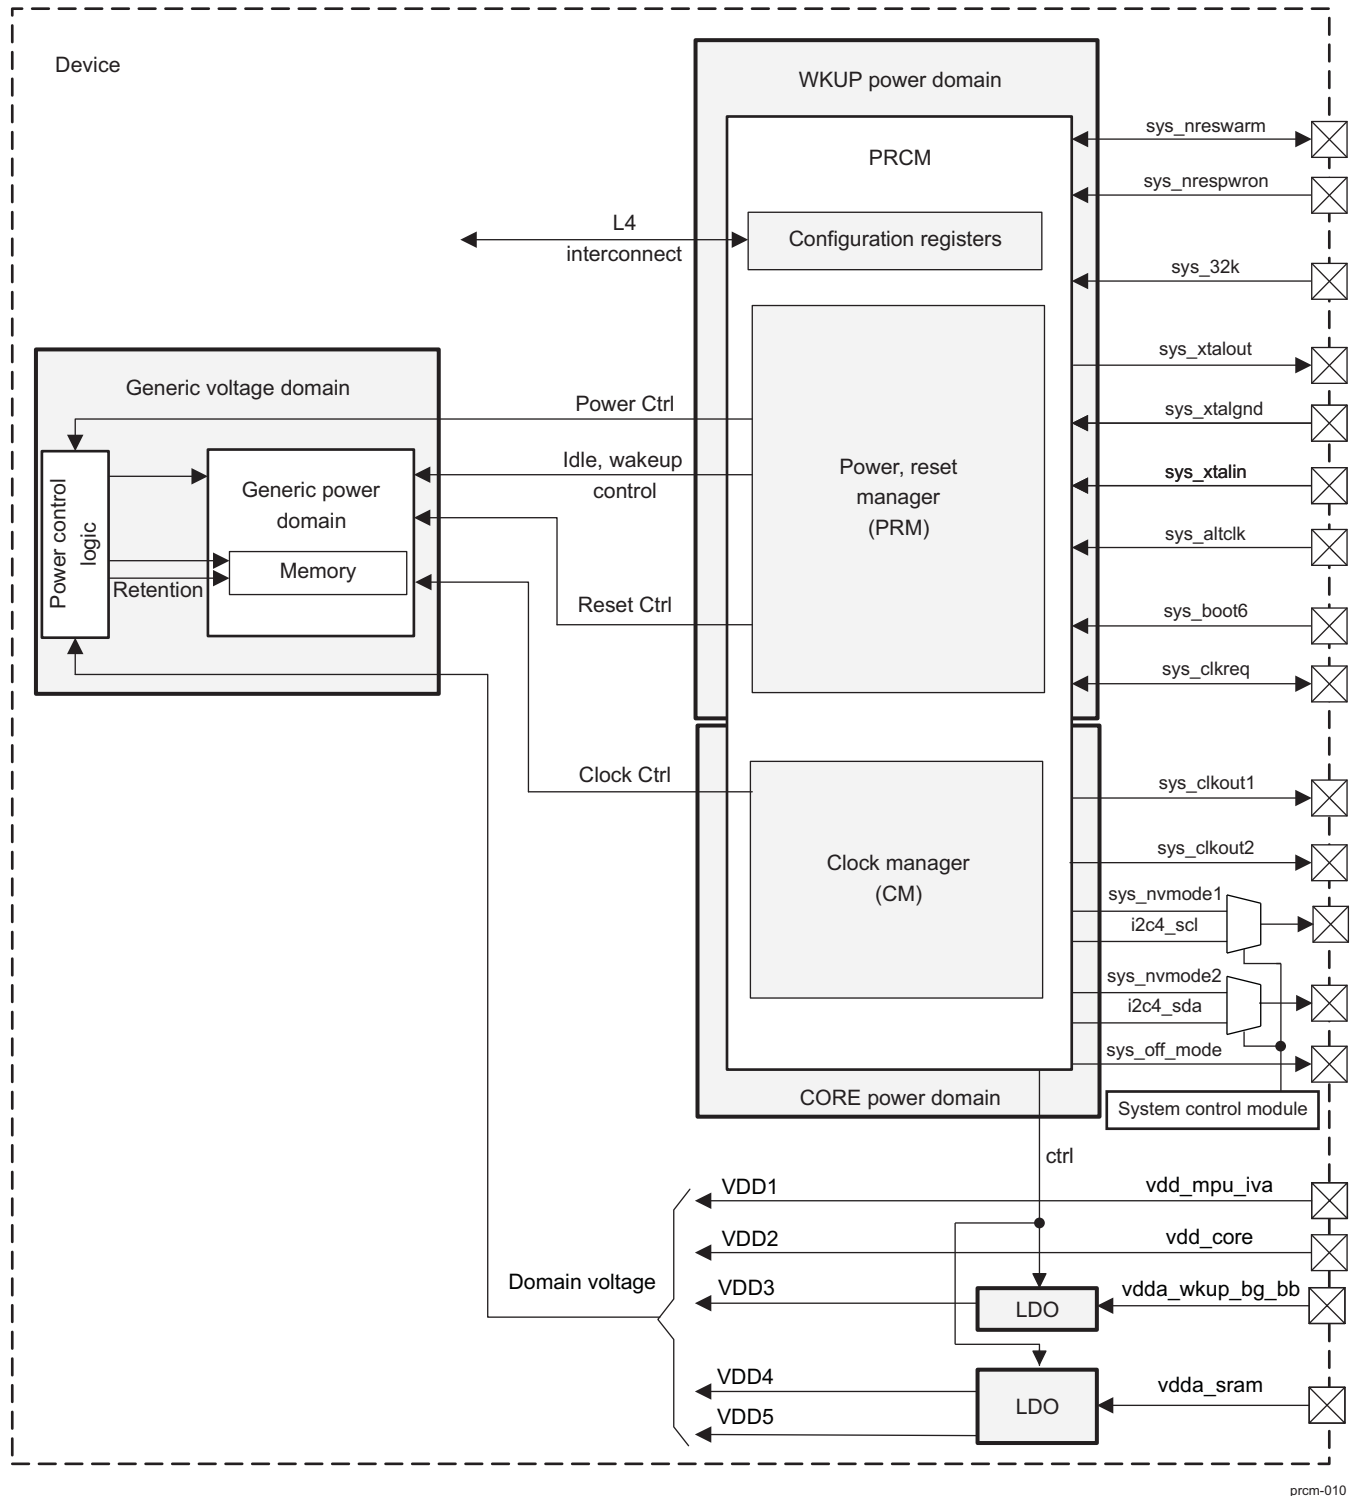 Device
WKUP power domain
PRCM
sys_nreswarm
sys_nrespwron
L4
interconnect
Configuration registers
sys_32k
sys_xtalout
Generic voltage domain
Power Ctrl
sys_xtalgnd
Idle, wakeup
control
Power, reset
manager
(PRM)
sys_xtalin
Generic power
domain
Power control
logic
sys_altclk
Memory
Retention
Reset Ctrl
sys_boot6
sys_clkreq
Clock Ctrl
sys_clkout1
Clock manager
(CM)
sys_clkout2
sys_nvmode1
i2c4_scl
sys_nvmode2
i2c4_sda
sys_off_mode
CORE power domain
System control module
ctrl
VDD1
vdd_mpu_iva
VDD2
vdd_core
Domain voltage
VDD3
LDO
vdda_wkup_bg_bb
VDD4
VDD5
LDO
vdda_sram
prcm-010